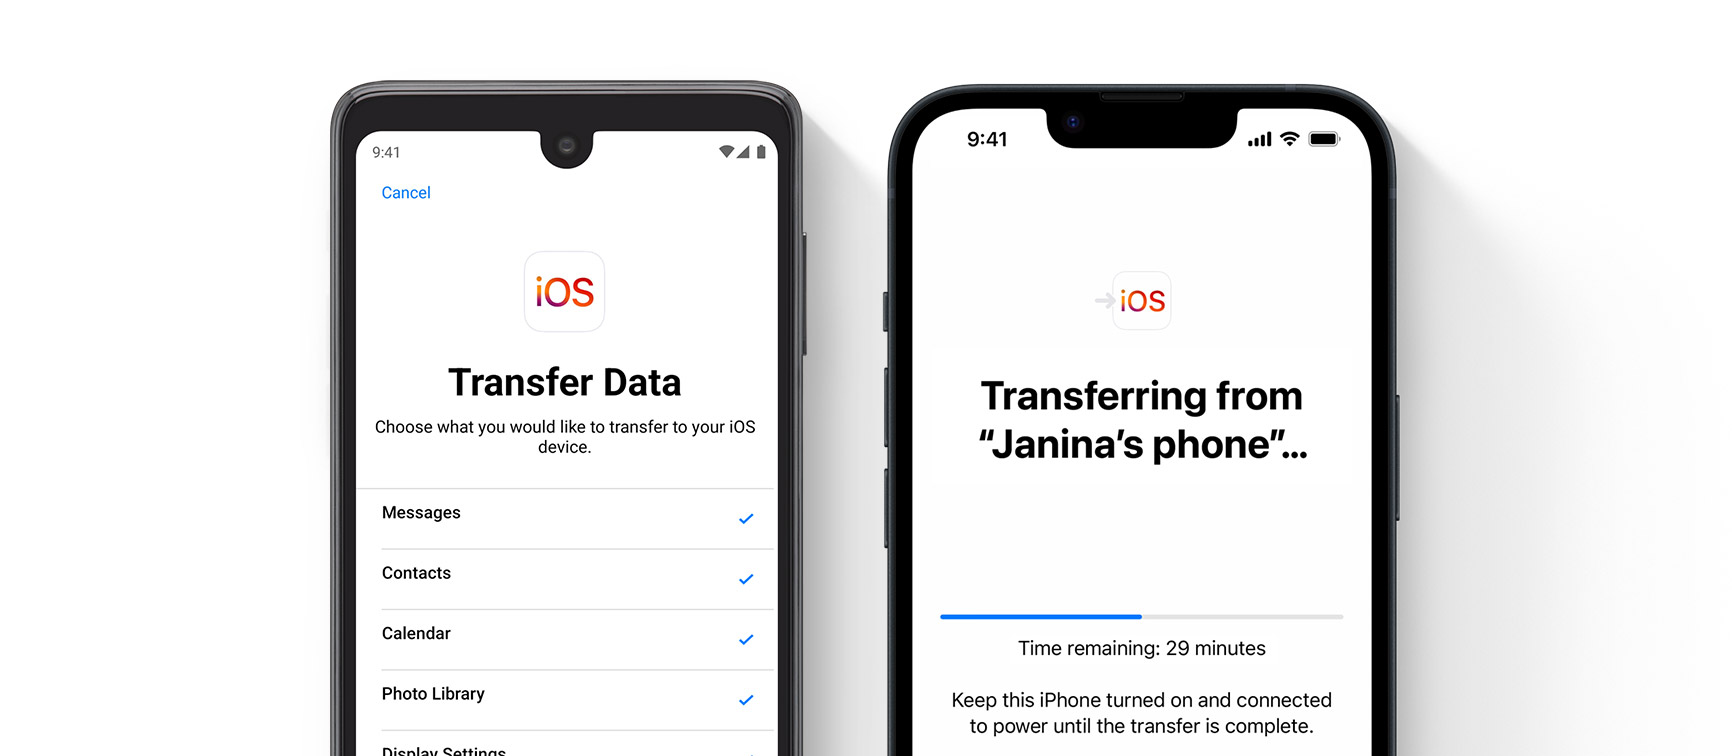 9:41
Cancel
iOS
Transfer Data
Choose what you would like to transfer to your iOS
device.
Messages
Contacts
Calendar
Photo Library
Display Settings
9:41
iOS
Transferring from
“Janina’s phone”...
Time remaining: 29 minutes
Keep this iPhone turned on and connected
to power until the transfer is complete.